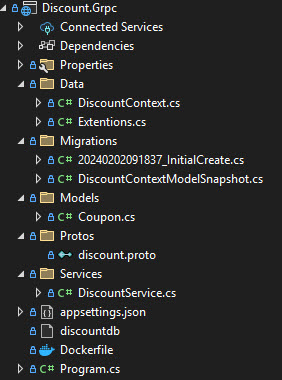 Discount.Grpc
Connected Services
Dependencies
Properties
Data
C# DiscountContext.cs
C# Extentions.cs
Migrations
C# 20240202091837_InitialCreate.cs
C# DiscountContextModelSnapshot.cs
Models
C# Coupon.cs
Protos
discount.proto
Services
C# DiscountService.cs
appsettings.json
discountdb
Dockerfile
C# Program.cs